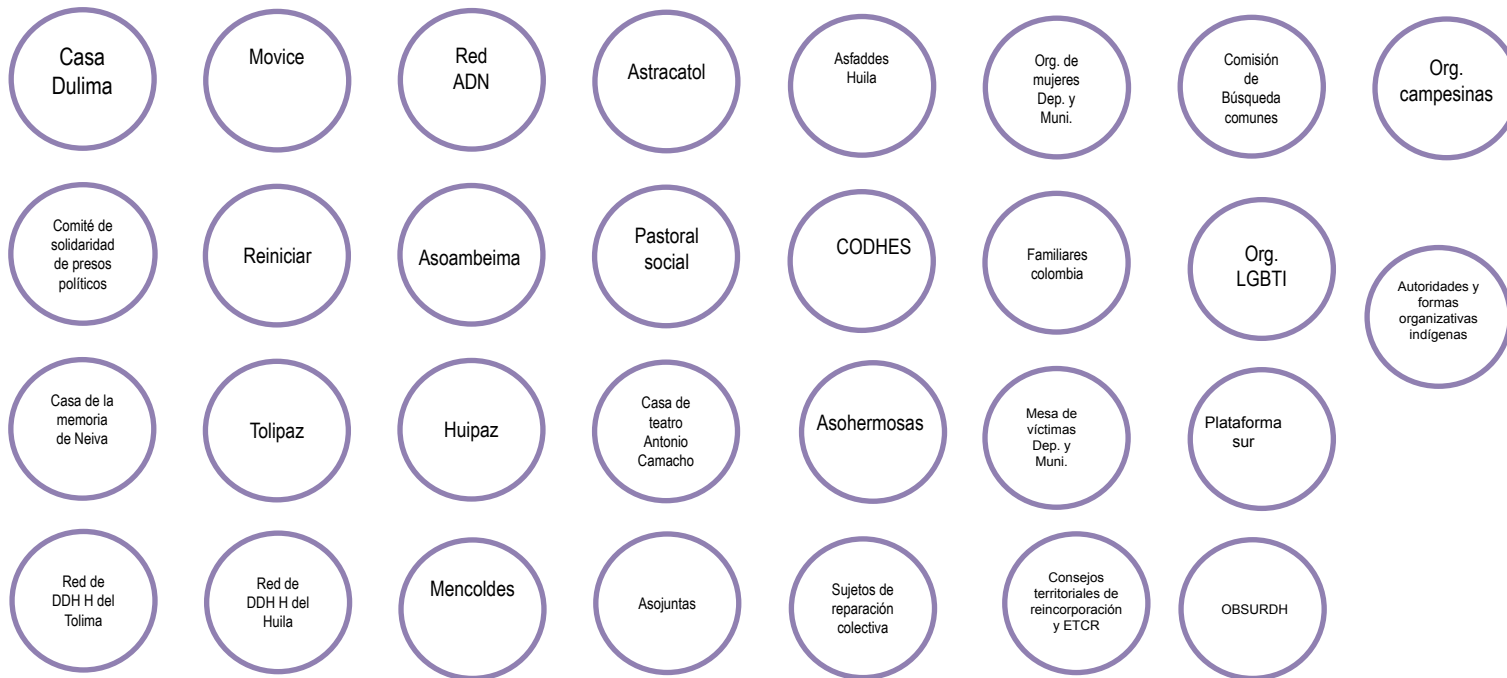 Casa
Dulima
Movice
Red
ADN
Astracatol
Asfaddes
Huila
Org. de
mujeres
Dep. y
Muni.
Comisión
de
Búsqueda
comunes
Org.
campesinas
Comité de
solidaridad
de presos
políticos
Reiniciar
Asoambeima
Pastoral
social
CODHES
Familiares
colombia
Org.
LGBTI
Autoridades y
formas
organizativas
indígenas
Casa de la
memoria
de Neiva
Tolipaz
Huipaz
Casa de
teatro
Antonio
Camacho
Asohermosas
Mesa de
víctimas
Dep. y
Muni.
Plataforma
sur
Red de
DDH H del
Tolima
Red de
DDH H del
Huila
Mencoldes
Asojuntas
Sujetos de
reparación
colectiva
Consejos
territoriales de
reincorporación
y ETCR
OBSURDH